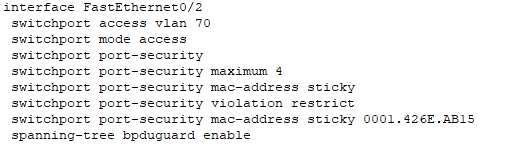 interface FastEthernet0/2
 switchport access vlan 70
 switchport mode access
 switchport port-security
 switchport port-security maximum 4
 switchport port-security mac-address sticky
 switchport port-security violation restrict
 switchport port-security mac-address sticky 0001.426E.AB15
 spanning-tree bpduguard enable